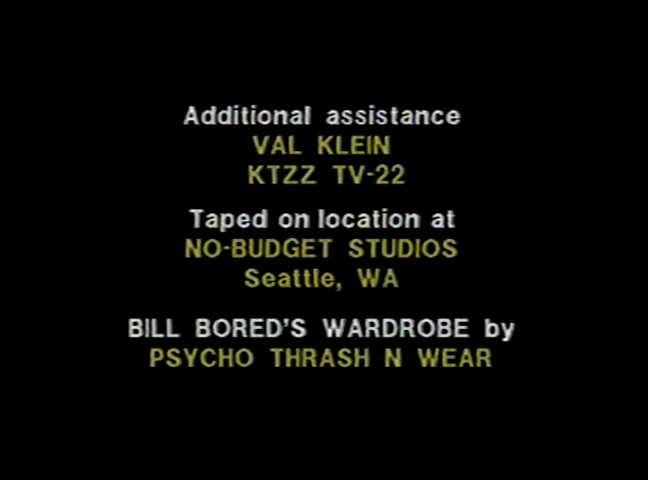 Additional assistance
VAL KLEIN
KTZZ TV-22
Taped on location at
NO-BUDGET STUDIOS
Seattle, WA
BILL BORED'S WARDROBE by
PSYCHO THRASH N WEAR